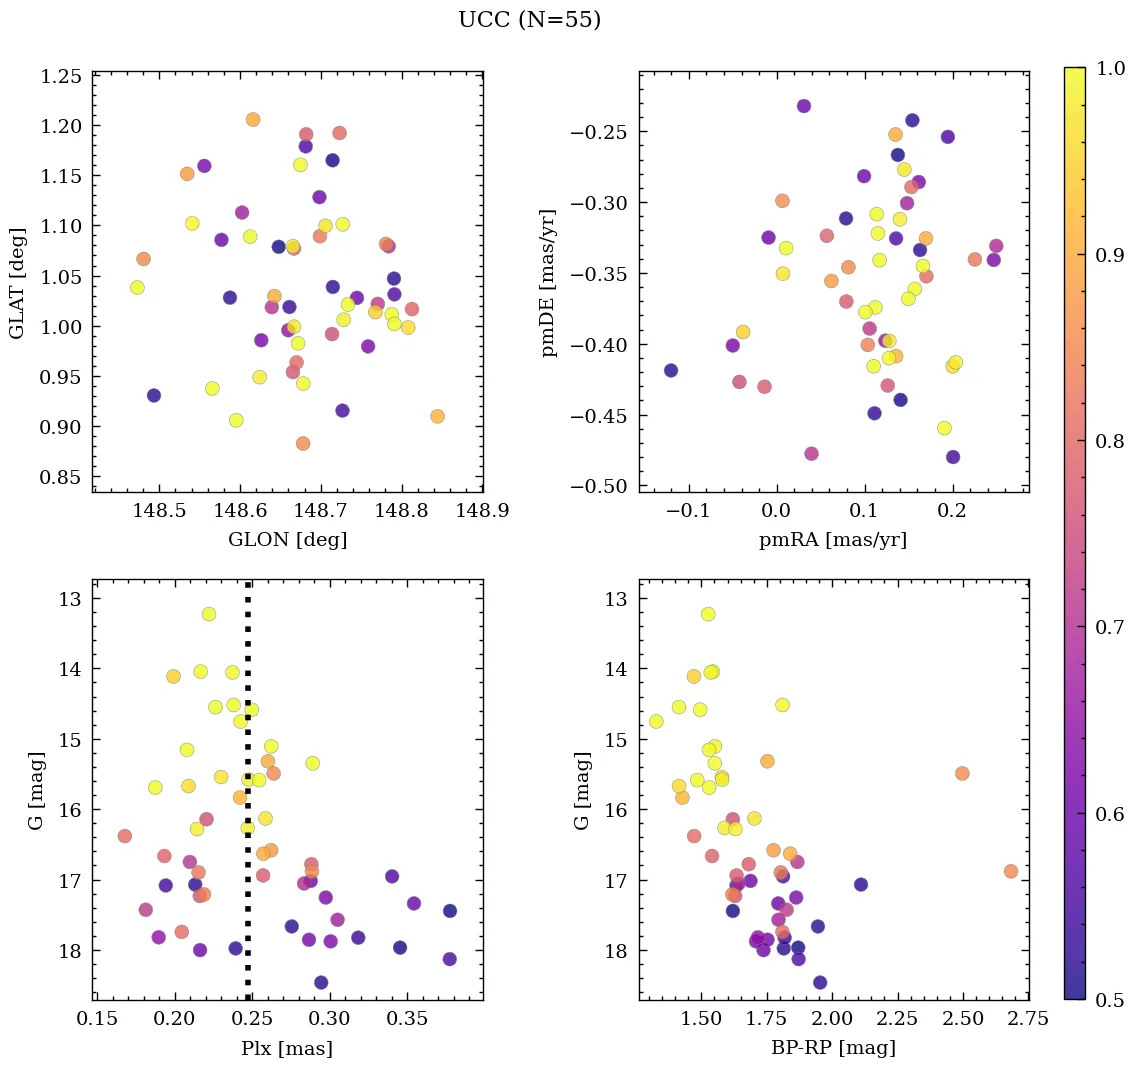 UCC (N=55)
1.25
1.20
1.15
1.10
1.05
1.00
0.95
0.90
0.85
GLAT [deg]
148.5 148.6 148.7 148.8 148.9
GLON [deg]
−0.25
−0.30
−0.35
−0.40
−0.45
−0.50
pmDE [mas/yr]
−0.1 0.0 0.1 0.2
pmRA [mas/yr]
13
14
15
16
17
18
G [mag]
0.15 0.20 0.25 0.30 0.35
Plx [mas]
13
14
15
16
17
18
G [mag]
1.50 1.75 2.00 2.25 2.50 2.75
BP-RP [mag]
1.0
0.9
0.8
0.7
0.6
0.5